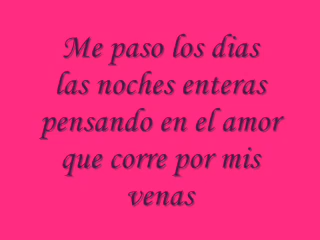 Me paso los dias
las noches enteras
pensando en el amor
que corre por mis
venas